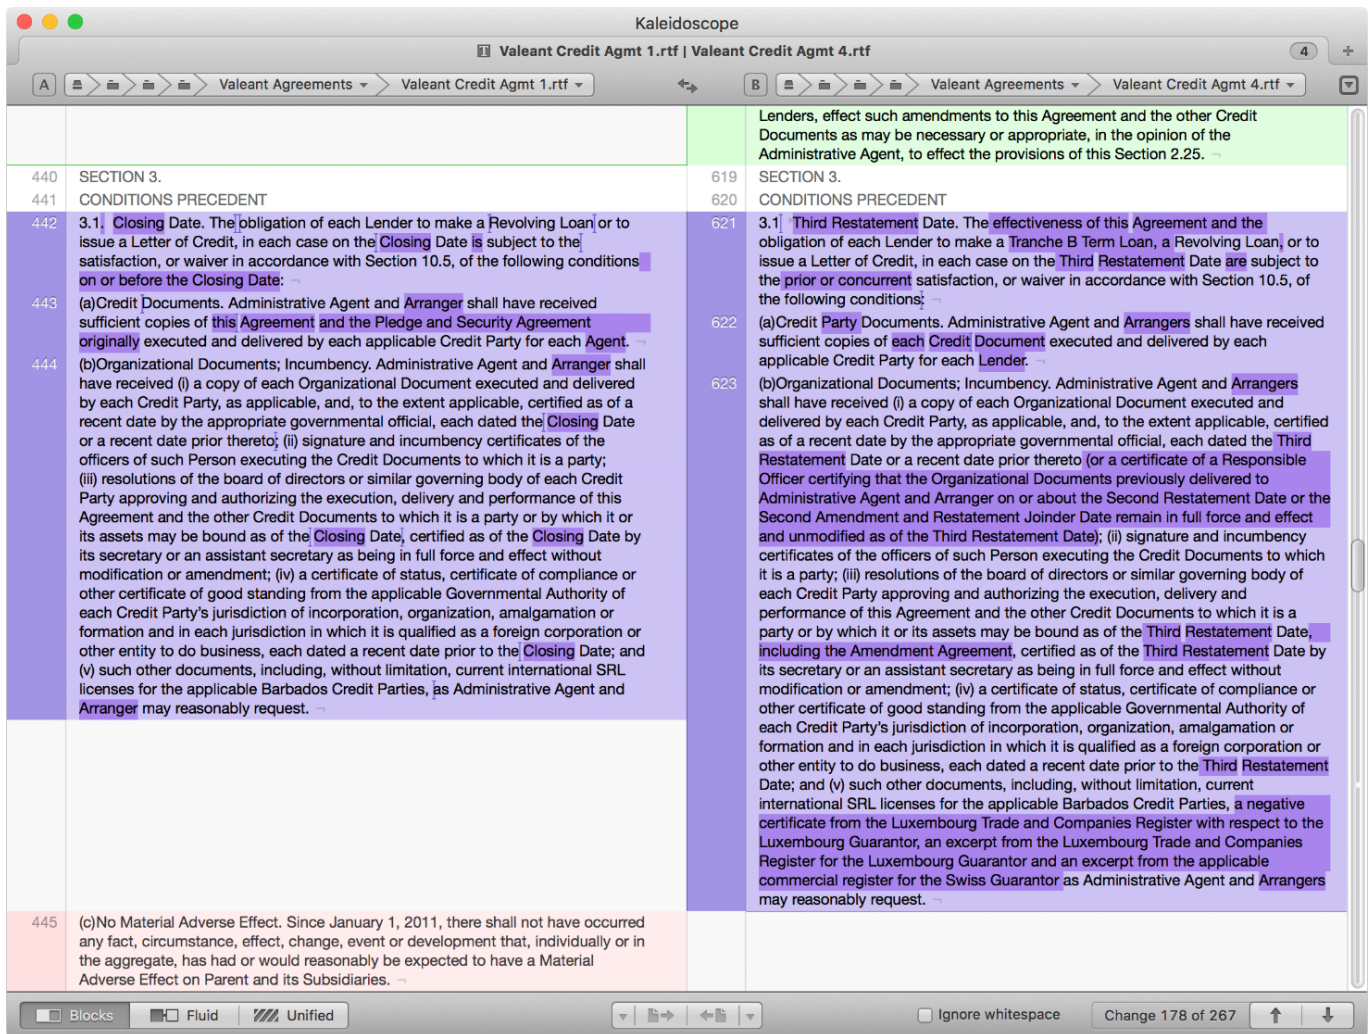 Kaleidoscope
Valeant Credit Agmt 1.rtf | Valeant Credit Agmt 4.rtf
4
A
Valeant Agreements
Valeant Credit Agmt 1.rtf
B
Valeant Agreements
Valeant Credit Agmt 4.rtf
440 SECTION 3.
441 CONDITIONS PRECEDENT
442 3.1. Closing Date. The obligation of each Lender to make a Revolving Loan or to
issue a Letter of Credit, in each case on the Closing Date is subject to the
satisfaction, or waiver in accordance with Section 10.5, of the following conditions
on or before the Closing Date:
443 (a)Credit Documents. Administrative Agent and Arranger shall have received
sufficient copies of this Agreement and the Pledge and Security Agreement
originally executed and delivered by each applicable Credit Party for each Agent.
444 (b)Organizational Documents; Incumbency. Administrative Agent and Arranger shall
have received (i) a copy of each Organizational Document executed and delivered
by each Credit Party, as applicable, and, to the extent applicable, certified as of a
recent date by the appropriate governmental official, each dated the Closing Date
or a recent date prior thereto; (ii) signature and incumbency certificates of the
officers of such Person executing the Credit Documents to which it is a party;
(iii) resolutions of the board of directors or similar governing body of each Credit
Party approving and authorizing the execution, delivery and performance of this
Agreement and the other Credit Documents to which it is a party or by which it or
its assets may be bound as of the Closing Date, certified as of the Closing Date by
its secretary or an assistant secretary as being in full force and effect without
modification or amendment; (iv) a certificate of status, certificate of compliance or
other certificate of good standing from the applicable Governmental Authority of
each Credit Party's jurisdiction of incorporation, organization, amalgamation or
formation and in each jurisdiction in which it is qualified as a foreign corporation or
other entity to do business, each dated a recent date prior to the Closing Date; and
(v) such other documents, including, without limitation, current international SRL
licenses for the applicable Barbados Credit Parties, as Administrative Agent and
Arranger may reasonably request.
445 (c)No Material Adverse Effect. Since January 1, 2011, there shall not have occurred
any fact, circumstance, effect, change, event or development that, individually or in
the aggregate, has had or would reasonably be expected to have a Material
Adverse Effect on Parent and its Subsidiaries.
Lenders, effect such amendments to this Agreement and the other Credit
Documents as may be necessary or appropriate, in the opinion of the
Administrative Agent, to effect the provisions of this Section 2.25.
619 SECTION 3.
620 CONDITIONS PRECEDENT
621 3.1 Third Restatement Date. The effectiveness of this Agreement and the
obligation of each Lender to make a Tranche B Term Loan, a Revolving Loan, or to
issue a Letter of Credit, in each case on the Third Restatement Date are subject to
the prior or concurrent satisfaction, or waiver in accordance with Section 10.5, of
the following conditions:
622 (a)Credit Party Documents. Administrative Agent and Arrangers shall have received
sufficient copies of each Credit Document executed and delivered by each
applicable Credit Party for each Lender.
623 (b)Organizational Documents; Incumbency. Administrative Agent and Arrangers
shall have received (i) a copy of each Organizational Document executed and
delivered by each Credit Party, as applicable, and, to the extent applicable, certified
as of a recent date by the appropriate governmental official, each dated the Third
Restatement Date or a recent date prior thereto (or a certificate of a Responsible
Officer certifying that the Organizational Documents previously delivered to
Administrative Agent and Arranger on or about the Second Restatement Date or the
Second Amendment and Restatement Joinder Date remain in full force and effect
and unmodified as of the Third Restatement Date); (ii) signature and incumbency
certificates of the officers of such Person executing the Credit Documents to which
it is a party; (iii) resolutions of the board of directors or similar governing body of
each Credit Party approving and authorizing the execution, delivery and
performance of this Agreement and the other Credit Documents to which it is a
party or by which it or its assets may be bound as of the Third Restatement Date,
including the Amendment Agreement, certified as of the Third Restatement Date by
its secretary or an assistant secretary as being in full force and effect without
modification or amendment; (iv) a certificate of status, certificate of compliance or
other certificate of good standing from the applicable Governmental Authority of
each Credit Party's jurisdiction of incorporation, organization, amalgamation or
formation and in each jurisdiction in which it is qualified as a foreign corporation or
other entity to do business, each dated a recent date prior to the Third Restatement
Date; and (v) such other documents, including, without limitation, current
international SRL licenses for the applicable Barbados Credit Parties, a negative
certificate from the Luxembourg Trade and Companies Register with respect to the
Luxembourg Guarantor, an excerpt from the Luxembourg Trade and Companies
Register for the Luxembourg Guarantor and an excerpt from the applicable
commercial register for the Swiss Guarantor as Administrative Agent and Arrangers
may reasonably request.
Blocks
Fluid
Unified
Ignore whitespace
Change 178 of 267